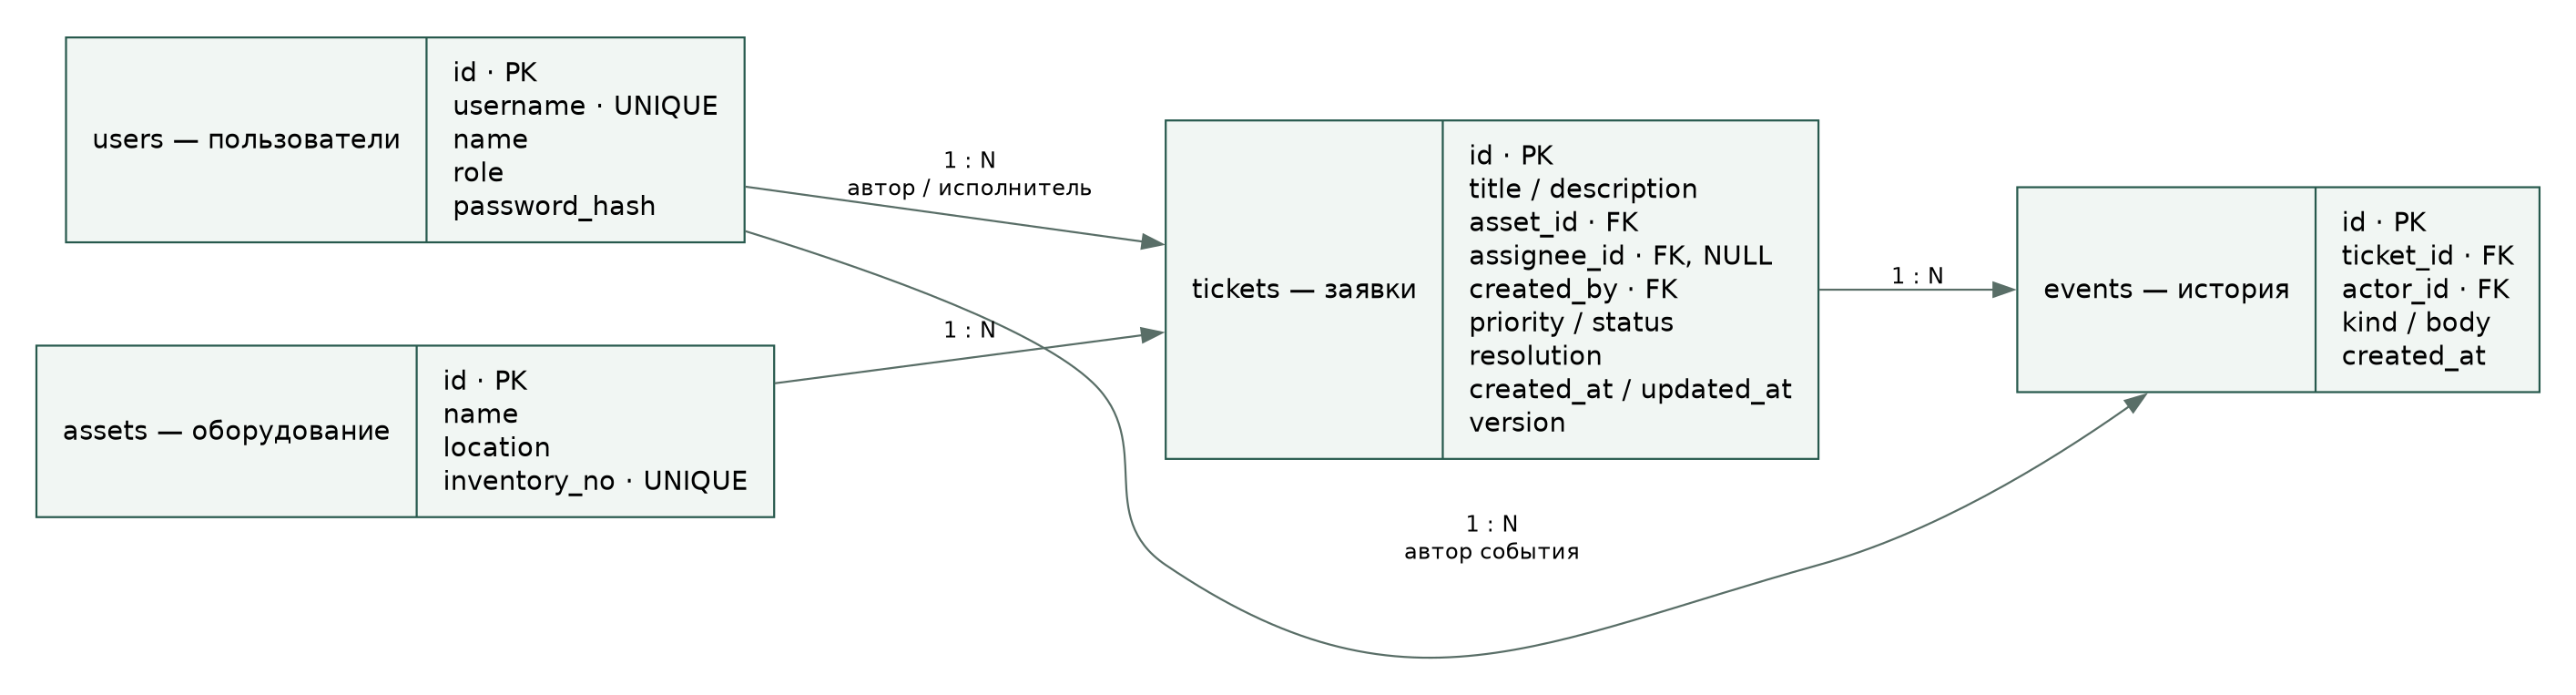 users — пользователи
id · PK
username · UNIQUE
name
role
password_hash
1 : N
автор / исполнитель
assets — оборудование
id · PK
name
location
inventory_no · UNIQUE
1 : N
tickets — заявки
id · PK
title / description
asset_id · FK
assignee_id · FK, NULL
created_by · FK
priority / status
resolution
created_at / updated_at
version
1 : N
events — история
id · PK
ticket_id · FK
actor_id · FK
kind / body
created_at
1 : N
автор события